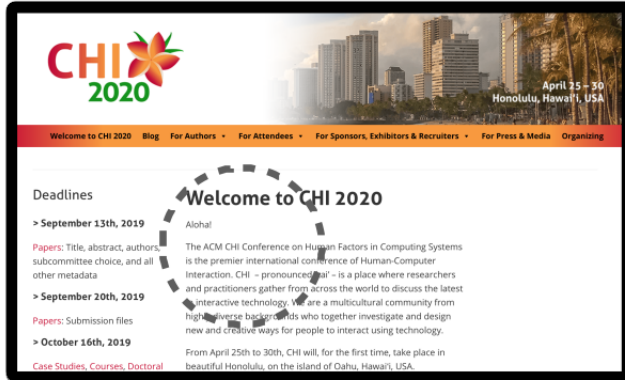 CHI
2020
April 25 – 30
Honolulu, Hawai'i, USA
Welcome to CHI 2020 Blog For Authors For Attendees For Sponsors, Exhibitors & Recruiters For Press & Media Organizing
Deadlines
> September 13th, 2019
Papers: Title, abstract, authors,
subcommittee choice, and all
other metadata
> September 20th, 2019
Papers: Submission files
> October 16th, 2019
Case Studies, Courses, Doctoral
Welcome to CHI 2020
Aloha!
The ACM CHI Conference on Human Factors in Computing Systems
is the premier international conference of Human-Computer
Interaction. CHI – pronounced – is a place where researchers
and practitioners gather from across the world to discuss the latest
interactive technology. We are a multicultural community from
highly diverse backgrounds who together investigate and design
new and creative ways for people to interact using technology.
From April 25th to 30th, CHI will, for the first time, take place in
beautiful Honolulu, on the island of Oahu, Hawai'i, USA.